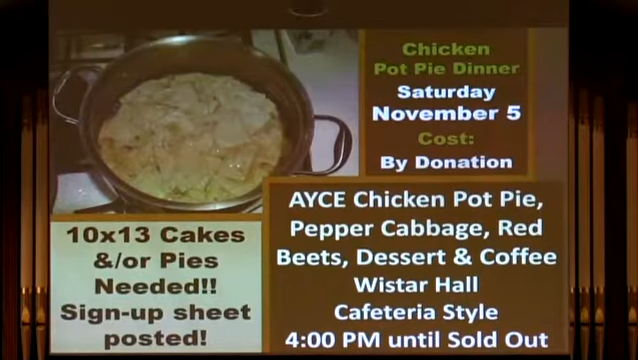 Chicken
Pot Pie Dinner
Saturday
November 5
Cost:
By Donation
AYCE Chicken Pot Pie,
Pepper Cabbage, Red
Beets, Dessert & Coffee
Wistar Hall
Cafeteria Style
4:00 PM until Sold Out
10x13 Cakes
&/or Pies
Needed!!
Sign-up sheet
posted!